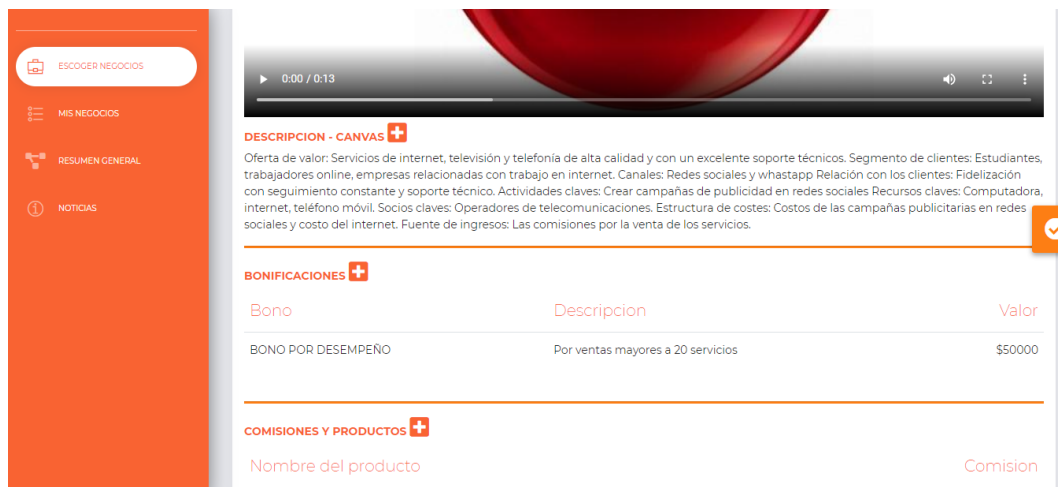 ESCOGER NEGOCIOS
MIS NEGOCIOS
RESUMEN GENERAL
NOTICIAS
0:00 / 0:13
DESCRIPCION - CANVAS
Oferta de valor: Servicios de internet, televisión y telefonía de alta calidad y con un excelente soporte técnicos. Segmento de clientes: Estudiantes,
trabajadores online, empresas relacionadas con trabajo en internet. Canales: Redes sociales y whastapp Relación con los clientes: Fidelización
con seguimiento constante y soporte técnico. Actividades claves: Crear campañas de publicidad en redes sociales Recursos claves: Computadora,
internet, teléfono móvil. Socios claves: Operadores de telecomunicaciones. Estructura de costes: Costos de las campañas publicitarias en redes
sociales y costo del internet. Fuente de ingresos: Las comisiones por la venta de los servicios.
BONIFICACIONES
Bono Descripcion Valor
BONO POR DESEMPEÑO Por ventas mayores a 20 servicios $50000
COMISIONES Y PRODUCTOS
Nombre del producto Comision